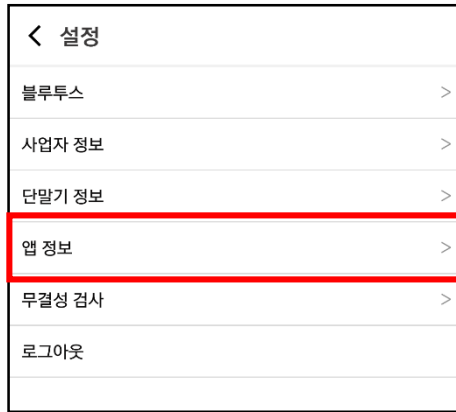 설정
블루투스
사업자 정보
단말기 정보
앱 정보
무결성 검사
로그아웃